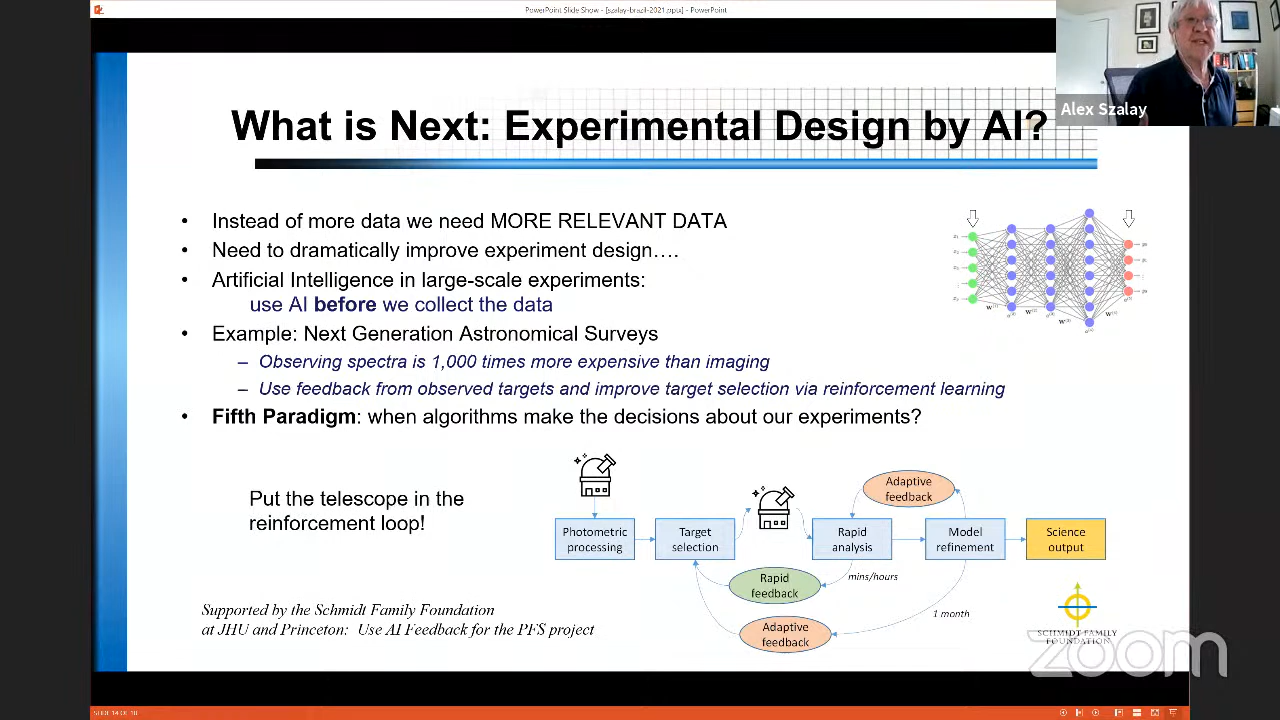 PowerPoint Slide Show - [szalay-brazil-2021.pptx] - PowerPoint
Alex Szalay
What is Next: Experimental Design by AI?
• Instead of more data we need MORE RELEVANT DATA
• Need to dramatically improve experiment design….
• Artificial Intelligence in large-scale experiments:
use AI before we collect the data
• Example: Next Generation Astronomical Surveys
– Observing spectra is 1,000 times more expensive than imaging
– Use feedback from observed targets and improve target selection via reinforcement learning
• Fifth Paradigm: when algorithms make the decisions about our experiments?
Put the telescope in the
reinforcement loop!
Adaptive
feedback
Photometric
processing
Target
selection
Rapid
analysis
Model
refinement
Science
output
Rapid
feedback
mins/hours
Adaptive
feedback
1 month
Supported by the Schmidt Family Foundation
at JHU and Princeton: Use AI Feedback for the PFS project
SCHMIDT FAMILY
FOUNDATION
zoom
SLIDE 14 OF 18